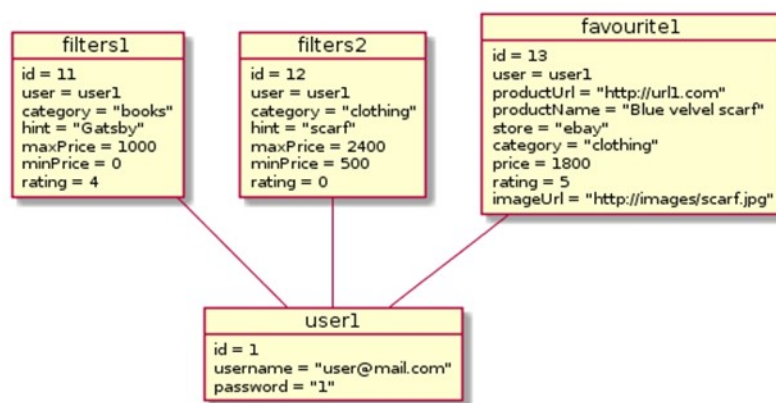 filters1
id = 11
user = user1
category = "books"
hint = "Gatsby"
maxPrice = 1000
minPrice = 0
rating = 4
filters2
id = 12
user = user1
category = "clothing"
hint = "scarf"
maxPrice = 2400
minPrice = 500
rating = 0
favourite1
id = 13
user = user1
productUrl = "http://url1.com"
productName = "Blue velvel scarf"
store = "ebay"
category = "clothing"
price = 1800
rating = 5
imageUrl = "http://images/scarf.jpg"
user1
id = 1
username = "user@mail.com"
password = "1"